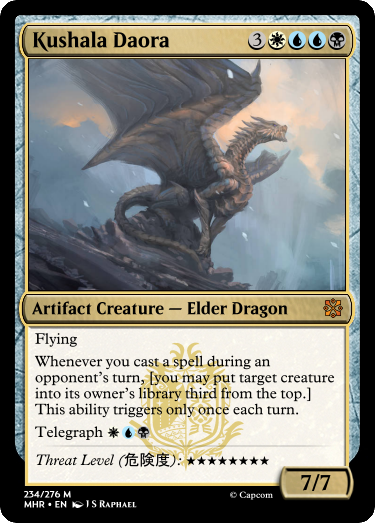 Kushala Daora 3
Artifact Creature — Elder Dragon
Flying
Whenever you cast a spell during an
opponent's turn, [you may put target creature
into its owner's library third from the top.]
This ability triggers only once each turn.
Telegraph
Threat Level (危険度): ★★★★★★★★
7/7
234/276 M
MHR • EN J S Raphael
© Capcom